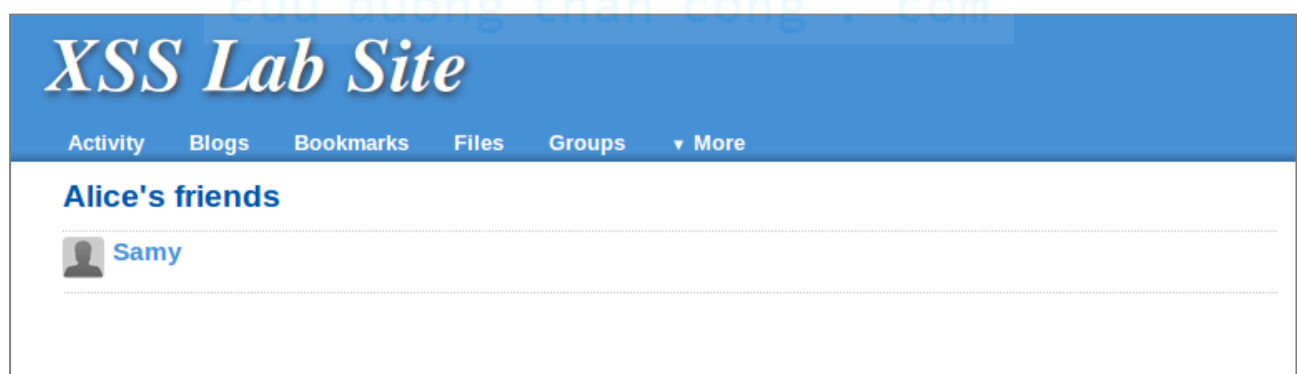 cuu duong than cong . com
XSS Lab Site
Activity Blogs Bookmarks Files Groups ▼ More
Alice's friends
Samy